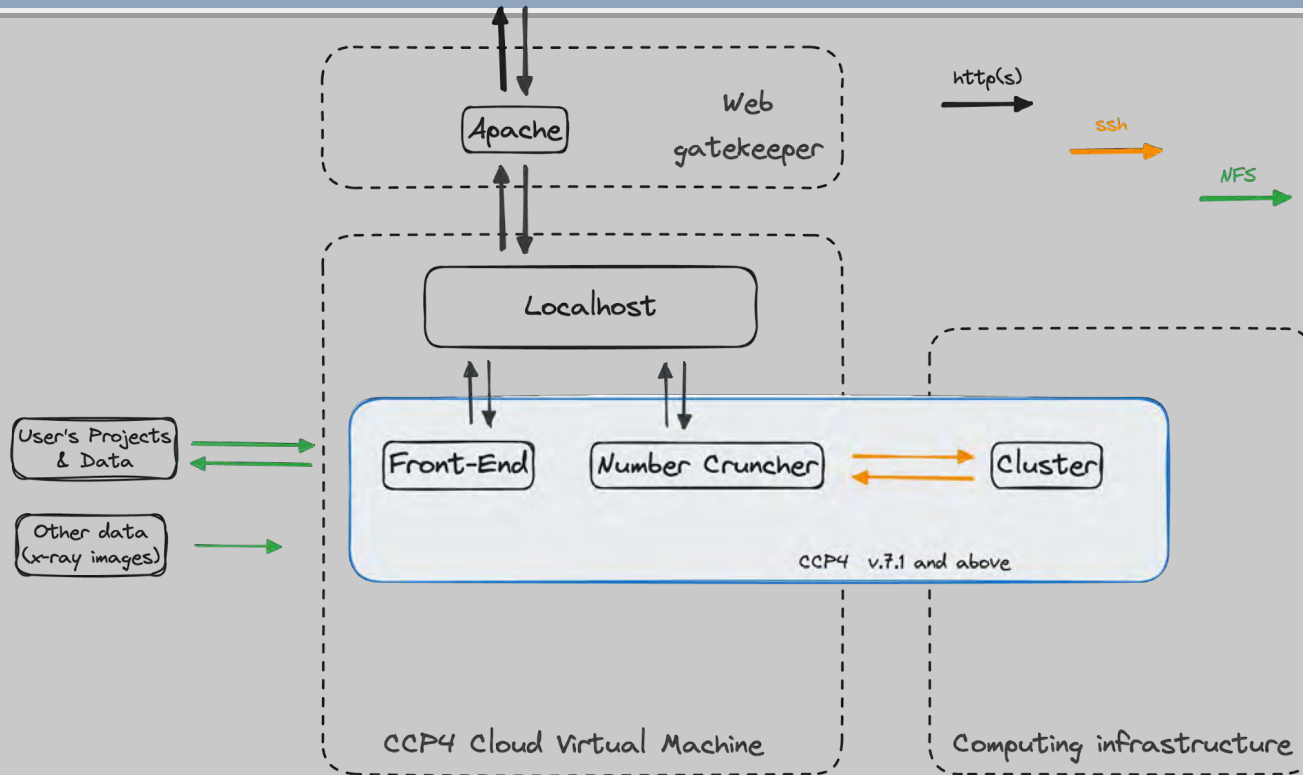 http(s)
Web
Apache
gatekeeper
ssh
NFS
Localhost
User's Projects
& Data
Front-End
Number Cruncher
Cluster
Other data
(x-ray images)
CCP4 v.7.1 and above
CCP4 Cloud Virtual Machine
Computing infrastructure